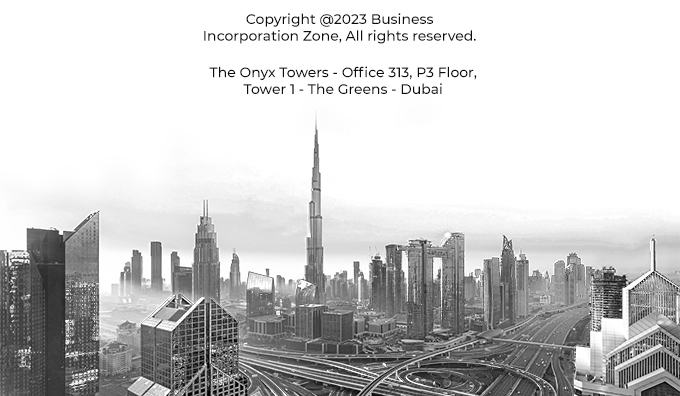 Copyright @2023 Business
Incorporation Zone, All rights reserved.
The Onyx Towers - Office 313, P3 Floor,
Tower 1 - The Greens - Dubai